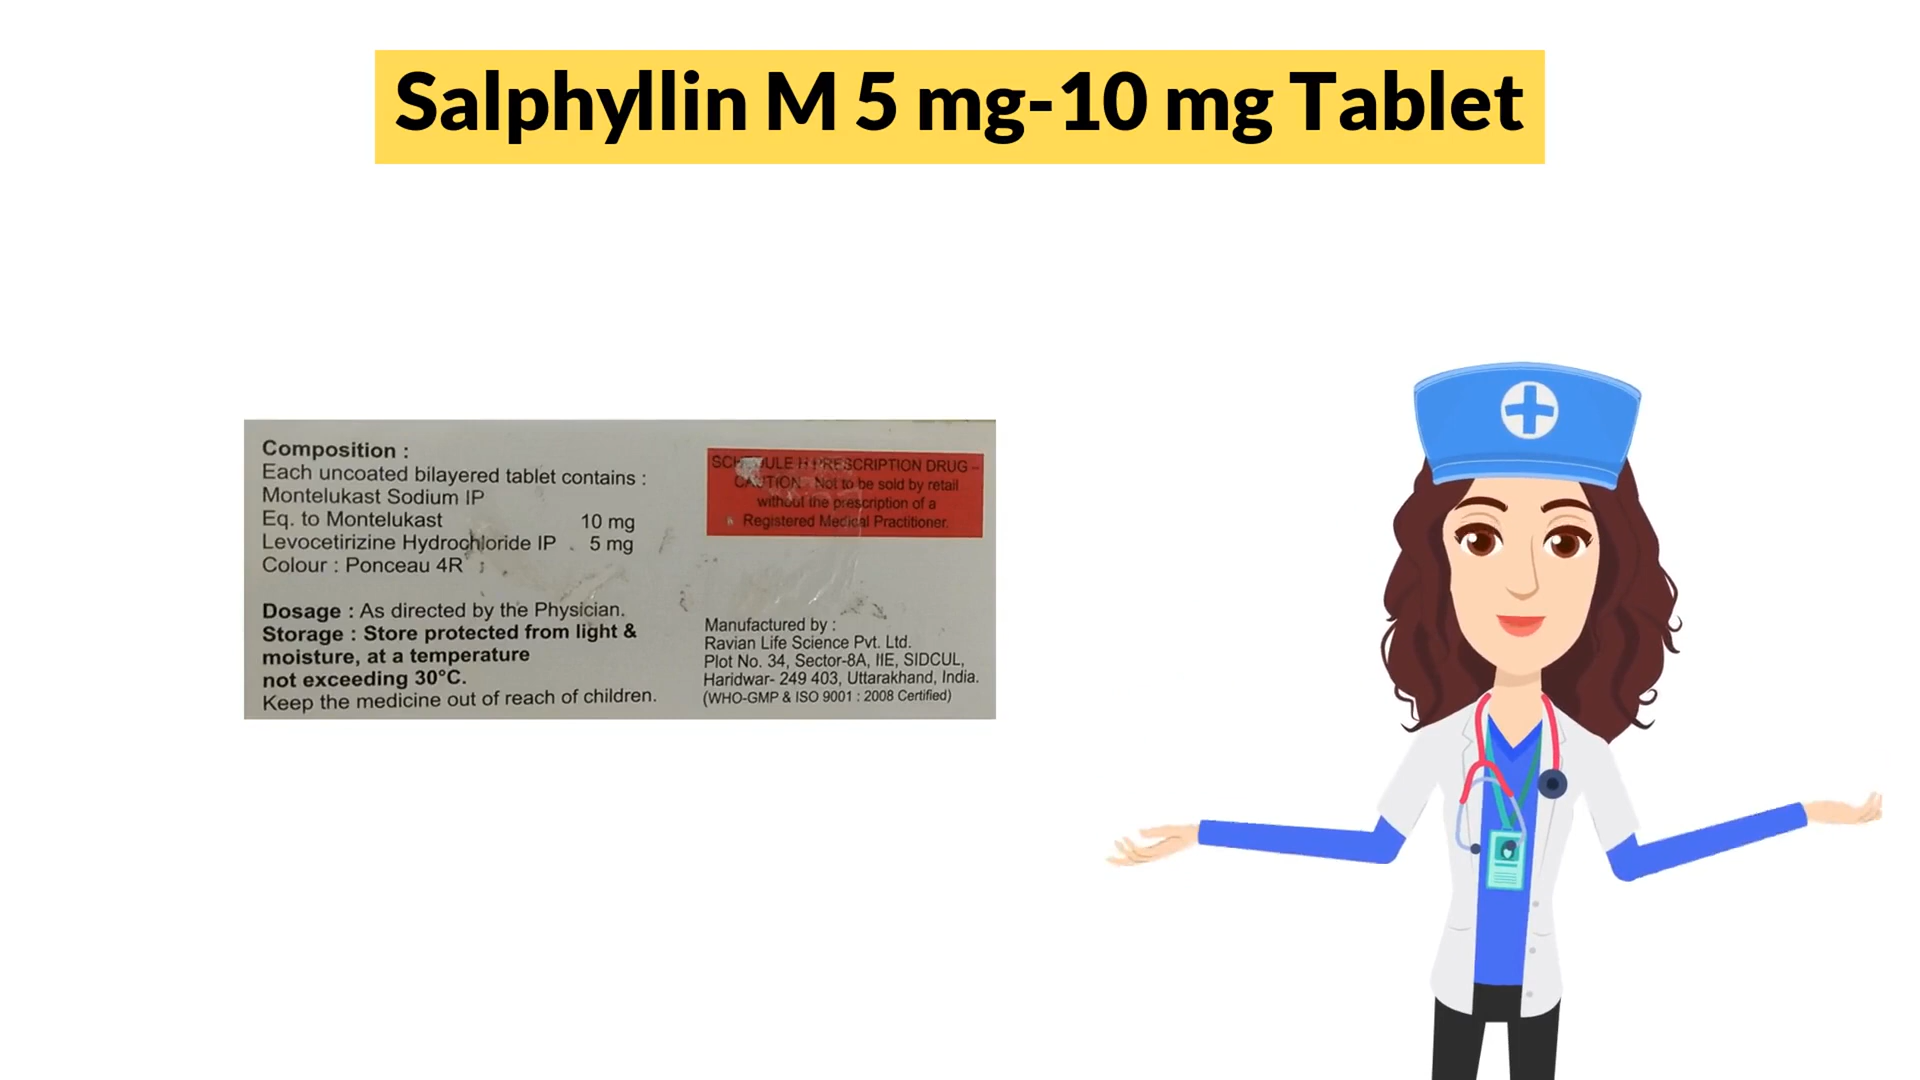 Salphyllin M 5 mg-10 mg Tablet
Composition :
Each uncoated bilayered tablet contains :
Montelukast Sodium IP
Eq. to Montelukast 10 mg
Levocetirizine Hydrochloride IP 5 mg
Colour : Ponceau 4R
Dosage : As directed by the Physician.
Storage : Store protected from light &
moisture, at a temperature
not exceeding 30°C.
Keep the medicine out of reach of children.
SCHEDULE H PRESCRIPTION DRUG –
CAUTION : Not to be sold by retail
without the prescription of a
Registered Medical Practitioner.
Manufactured by :
Ravian Life Science Pvt. Ltd.
Plot No. 34, Sector-8A, IIE, SIDCUL,
Haridwar- 249 403, Uttarakhand, India.
(WHO-GMP & ISO 9001 : 2008 Certified)